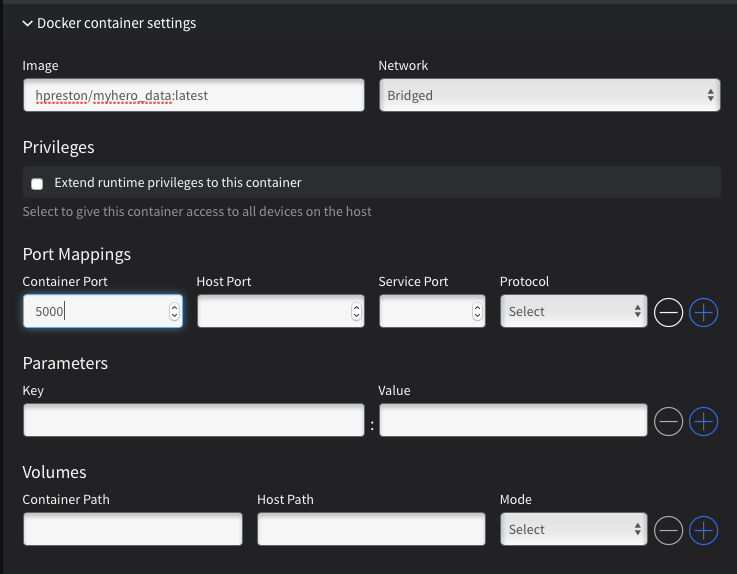 Docker container settings
Image Network
hpreston/myhero_data:latest Bridged
Privileges
Extend runtime privileges to this container
Select to give this container access to all devices on the host
Port Mappings
Container Port Host Port Service Port Protocol
5000 Select
Parameters
Key Value
:
Volumes
Container Path Host Path Mode
Select